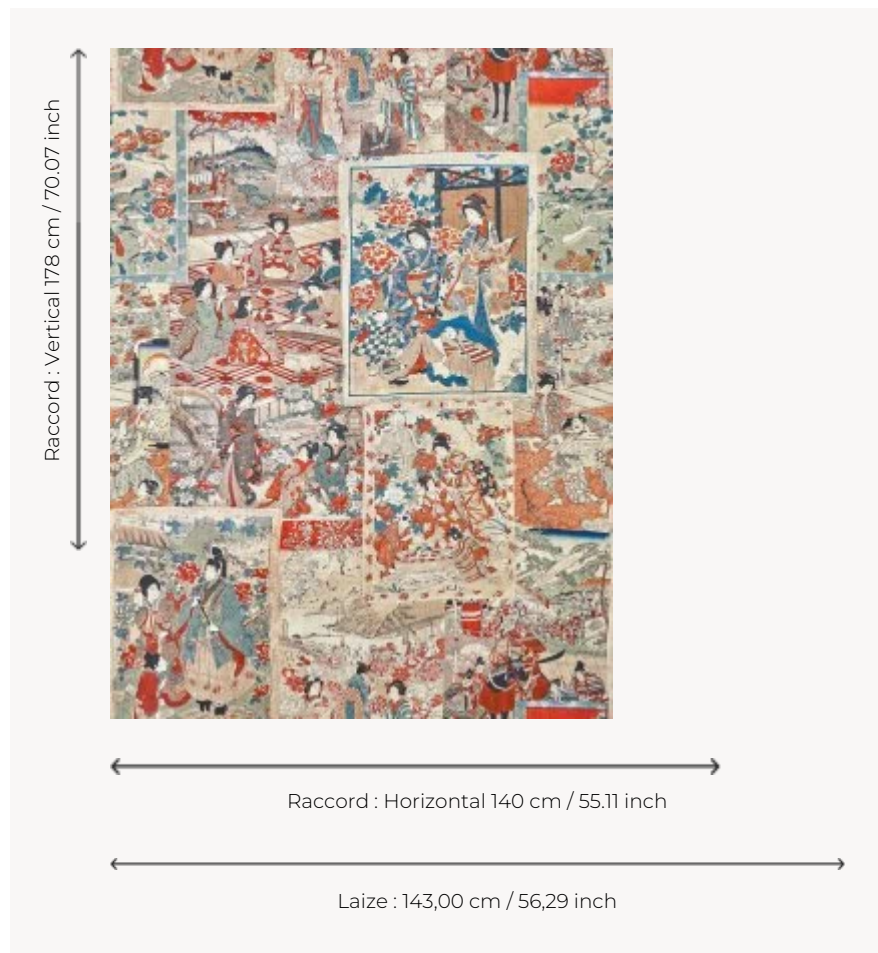 Raccord : Vertical 178 cm / 70.07 inch
Raccord : Horizontal 140 cm / 55.11 inch
Laize : 143,00 cm / 56,29 inch